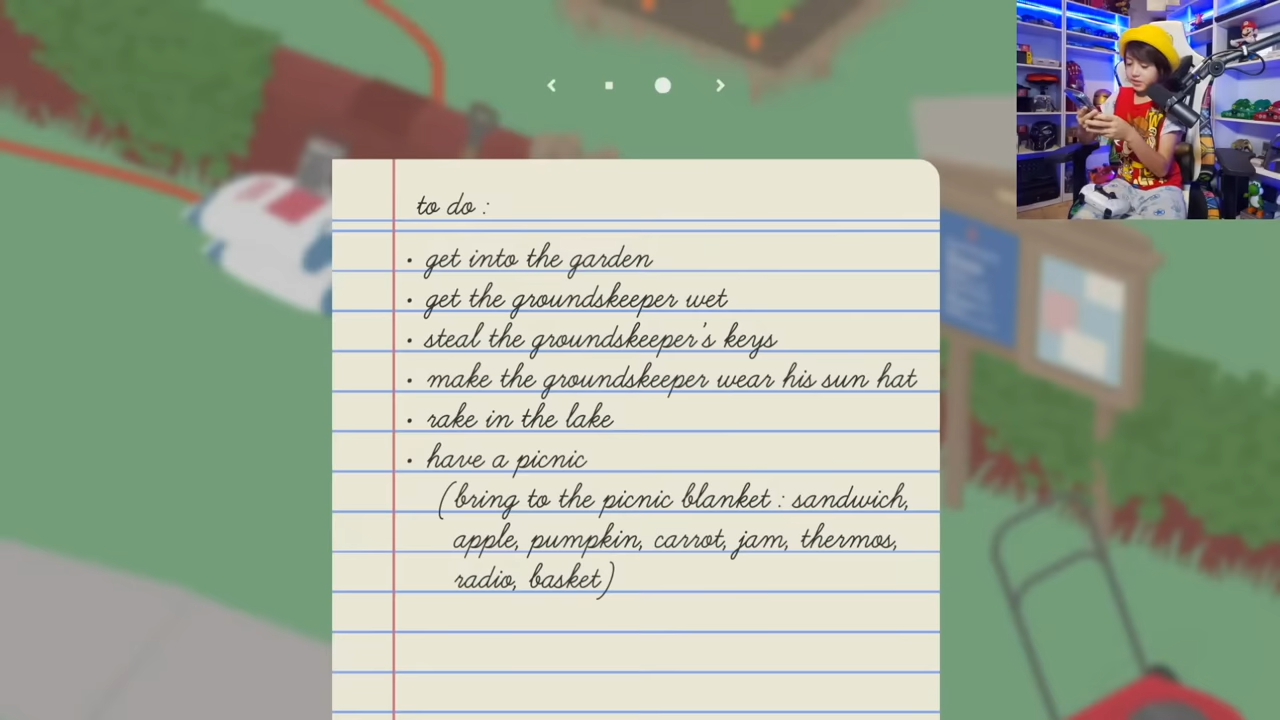 to do :
• get into the garden
• get the groundskeeper wet
• steal the groundskeeper's keys
• make the groundskeeper wear his sun hat
• rake in the lake
• have a picnic
(bring to the picnic blanket : sandwich,
apple, pumpkin, carrot, jam, thermos,
radio, basket)